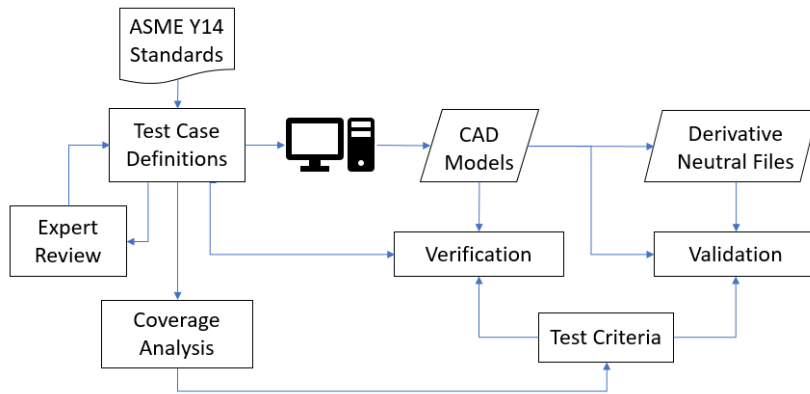 ASME Y14
Standards
Test Case
Definitions
CAD
Models
Derivative
Neutral Files
Expert
Review
Verification
Validation
Coverage
Analysis
Test Criteria